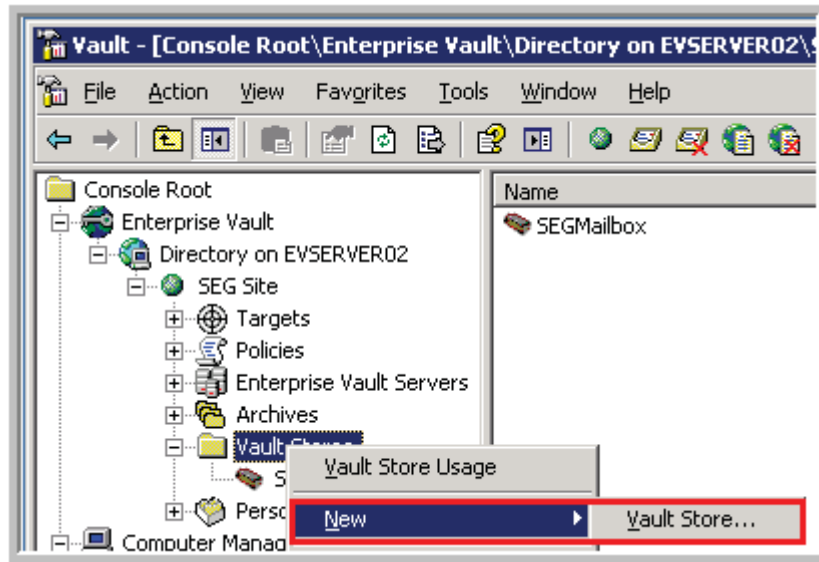 Vault - [Console Root\Enterprise Vault\Directory on EVSERVER02\
File Action View Favorites Tools Window Help
Console Root
Enterprise Vault
Directory on EVSERVER02
SEG Site
Targets
Policies
Enterprise Vault Servers
Archives
Vault
Name
SEGMailbox
Vault Store Usage
New
Vault Store...
Computer